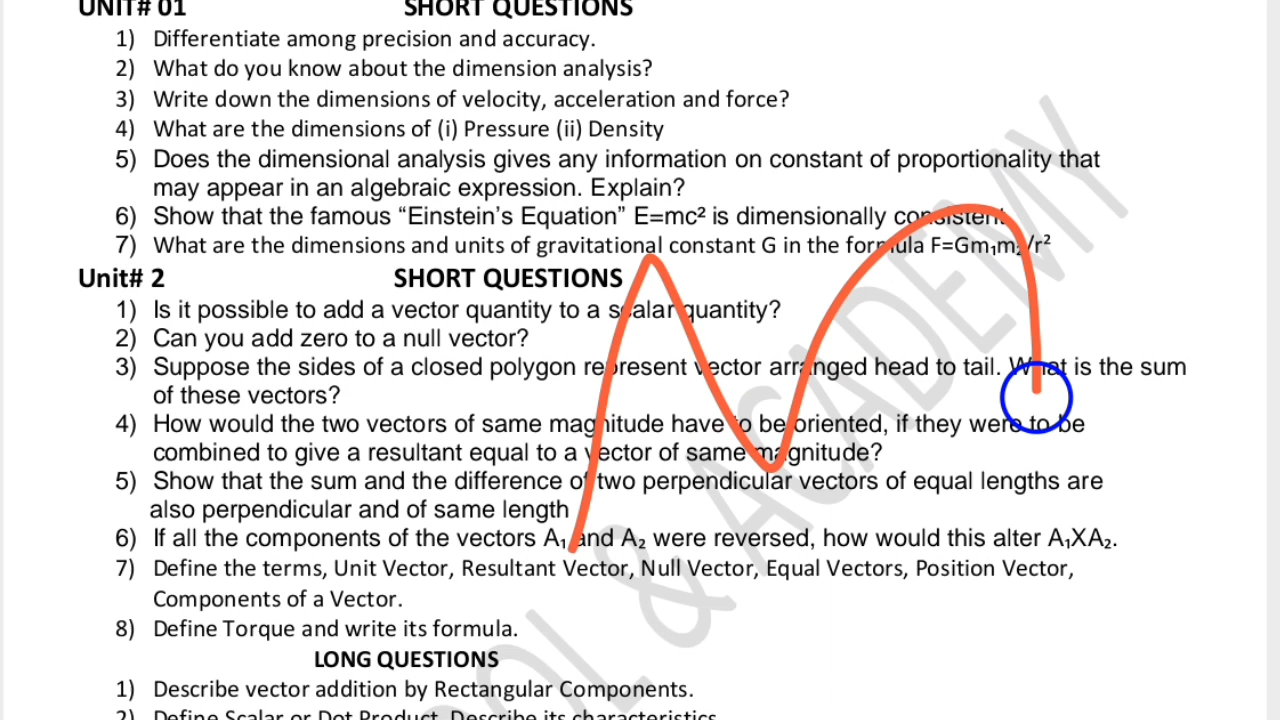 UNIT# 01 SHORT QUESTIONS
1) Differentiate among precision and accuracy.
2) What do you know about the dimension analysis?
3) Write down the dimensions of velocity, acceleration and force?
4) What are the dimensions of (i) Pressure (ii) Density
5) Does the dimensional analysis gives any information on constant of proportionality that
may appear in an algebraic expression. Explain?
6) Show that the famous “Einstein’s Equation” E=mc² is dimensionally consistent.
7) What are the dimensions and units of gravitational constant G in the formula F=Gm₁m₂/r²
Unit# 2 SHORT QUESTIONS
1) Is it possible to add a vector quantity to a scalar quantity?
2) Can you add zero to a null vector?
3) Suppose the sides of a closed polygon represent vector arranged head to tail. What is the sum
of these vectors?
4) How would the two vectors of same magnitude have to be oriented, if they were to be
combined to give a resultant equal to a vector of same magnitude?
5) Show that the sum and the difference of two perpendicular vectors of equal lengths are
also perpendicular and of same length
6) If all the components of the vectors A₁ and A₂ were reversed, how would this alter A₁XA₂.
7) Define the terms, Unit Vector, Resultant Vector, Null Vector, Equal Vectors, Position Vector,
Components of a Vector.
8) Define Torque and write its formula.
LONG QUESTIONS
1) Describe vector addition by Rectangular Components.
2) Define Scalar or Dot Product. Describe its characteristics
OL & ACADEMY